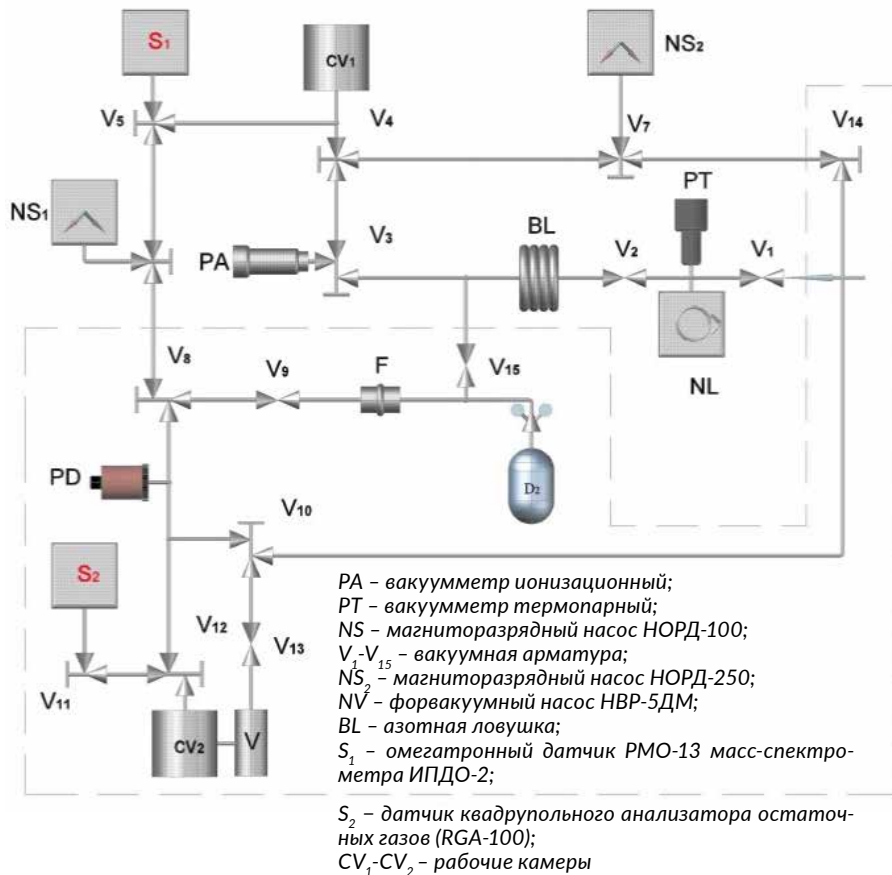 S1
CV1
NS2
V5
V4
V7
V14
PT
NS1
BL
V3
PA
V2
V1
V8
V9
F
V15
NL
PD
D2
V10
S2
V12
V13
V11
CV2
V
PA – вакуумметр ионизационный;
PT – вакуумметр термопарный;
NS – магниторазрядный насос НОРД-100;
V1-V15 – вакуумная арматура;
NS2 – магниторазрядный насос НОРД-250;
NV – форвакуумный насос НВР-5ДМ;
BL – азотная ловушка;
S1 – омегатронный датчик РМО-13 масс-спектро-
метра ИПДО-2;
S2 – датчик квадрупольного анализатора остаточ-
ных газов (RGA-100);
CV1-CV2 – рабочие камеры